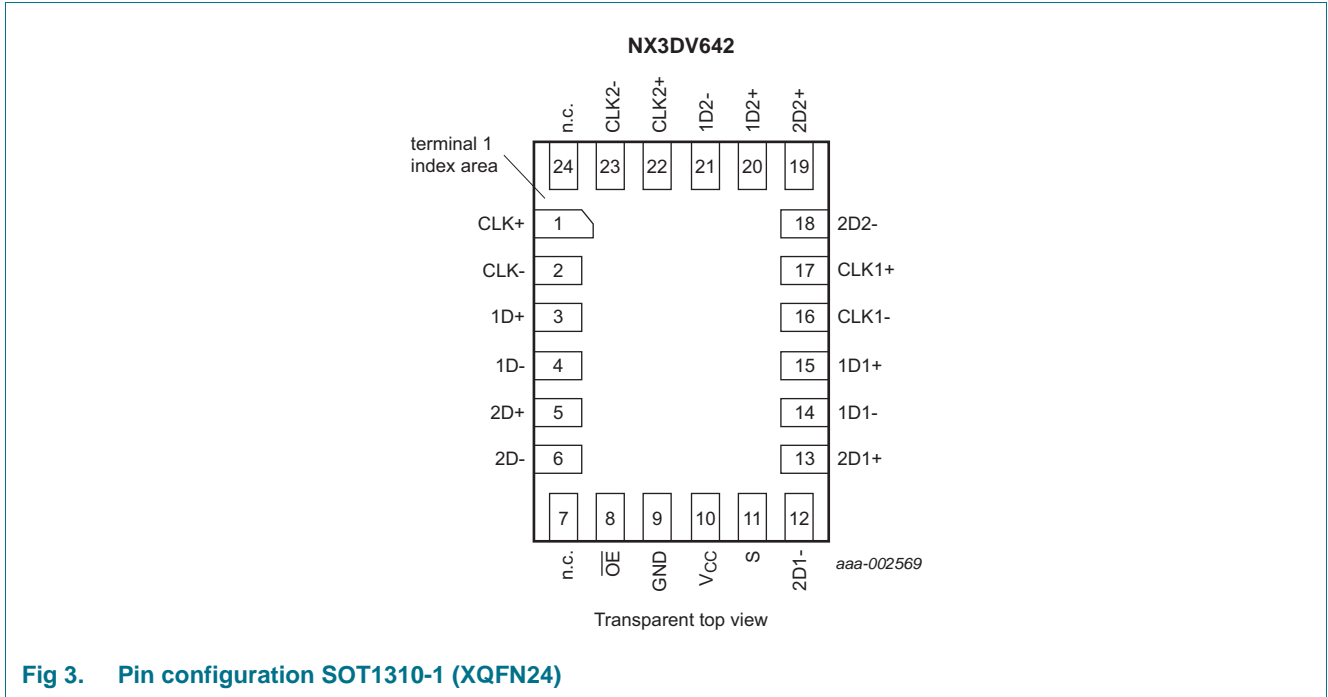 NX3DV642
n.c.
CLK2-
CLK2+
1D2-
1D2+
2D2+
terminal 1
index area
24
23
22
21
20
19
CLK+ 1
18 2D2-
CLK- 2
17 CLK1+
1D+ 3
16 CLK1-
1D- 4
15 1D1+
2D+ 5
14 1D1-
2D- 6
13 2D1+
7
8
9
10
11
12
n.c.
O̅E̅
GND
VCC
S
2D1-
aaa-002569
Transparent top view
Fig 3. Pin configuration SOT1310-1 (XQFN24)